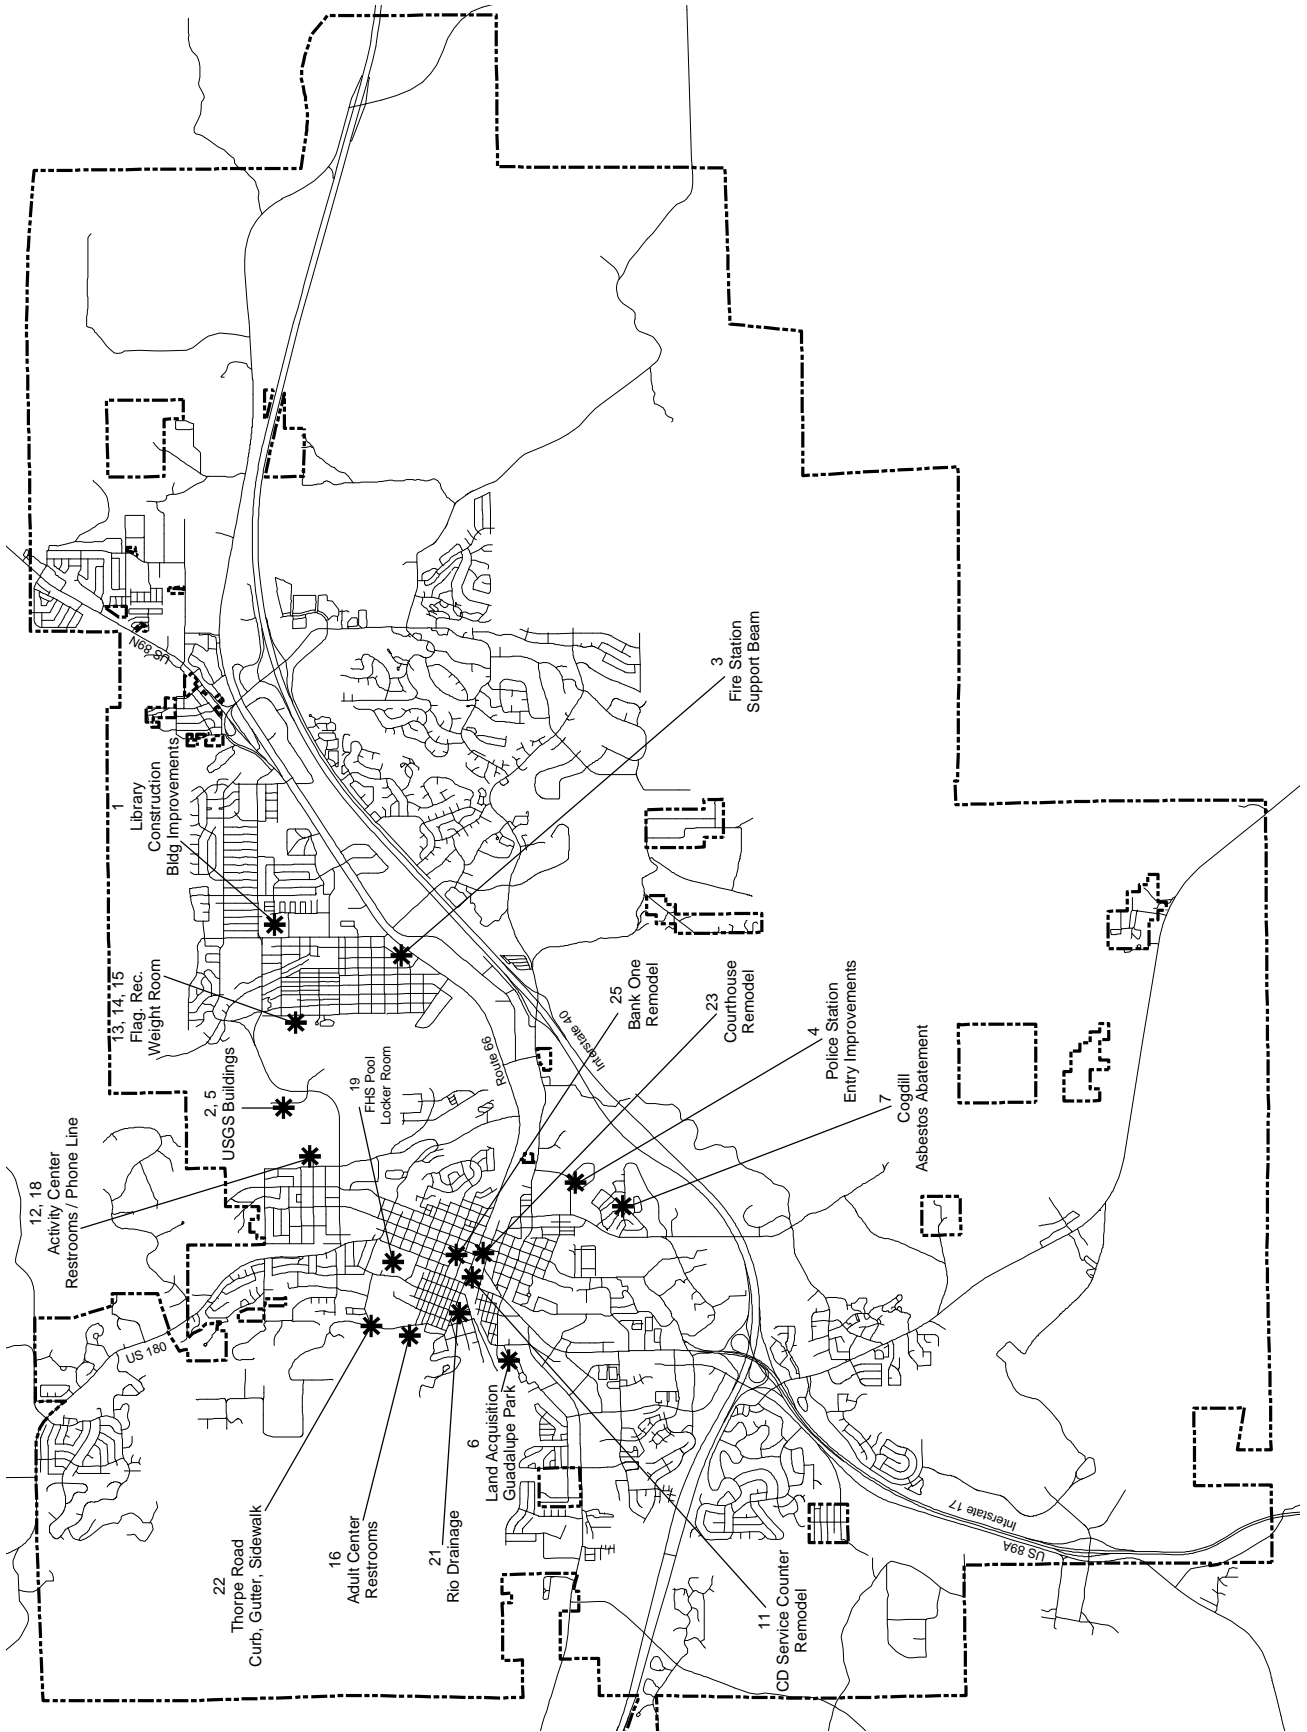 US 89N
1
Library
Construction
Bldg Improvements
3
Fire Station
Support Beam
13, 14, 15
Flag. Rec.
Weight Room
2, 5
USGS Buildings
12, 18
Activity Center
Restrooms / Phone Line
19
FHS Pool
Locker Room
Route 66
Interstate 40
25
Bank One
Remodel
23
Courthouse
Remodel
4
Police Station
Entry Improvements
7
Cogdill
Asbestos Abatement
US 180
22
Thorpe Road
Curb, Gutter, Sidewalk
16
Adult Center
Restrooms
21
Rio Drainage
6
Land Acquisition
Guadalupe Park
11
CD Service Counter
Remodel
Interstate 17
US 89A